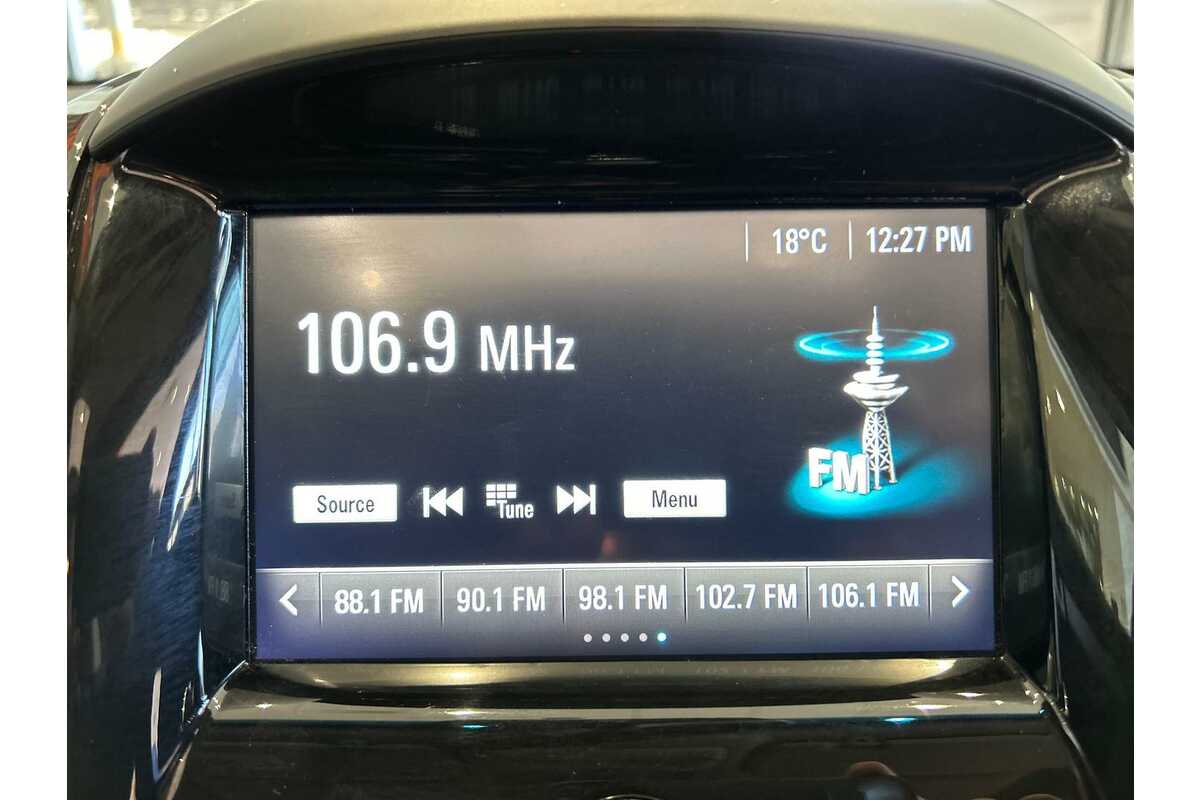 18°C 12:27 PM
106.9 MHz
FM
Source Tune Menu
88.1 FM 90.1 FM 98.1 FM 102.7 FM 106.1 FM